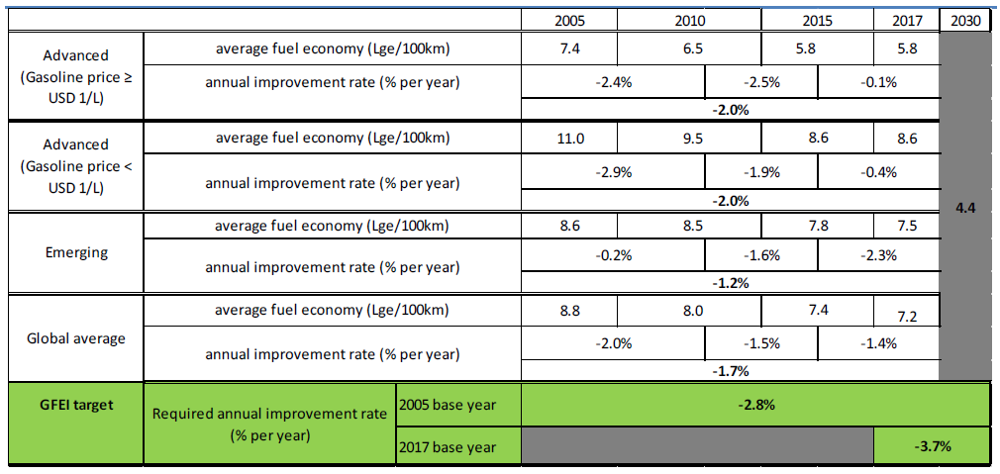 2005 2010 2015 2017 2030
Advanced
(Gasoline price ≥
USD 1/L)
average fuel economy (Lge/100km) 7.4 6.5 5.8 5.8
annual improvement rate (% per year) -2.4% -2.5% -0.1%
-2.0%
Advanced
(Gasoline price <
USD 1/L)
average fuel economy (Lge/100km) 11.0 9.5 8.6 8.6
annual improvement rate (% per year) -2.9% -1.9% -0.4%
-2.0%
Emerging
average fuel economy (Lge/100km) 8.6 8.5 7.8 7.5
annual improvement rate (% per year) -0.2% -1.6% -2.3%
-1.2%
Global average
average fuel economy (Lge/100km) 8.8 8.0 7.4 7.2
annual improvement rate (% per year) -2.0% -1.5% -1.4%
-1.7%
4.4
GFEI target
Required annual improvement rate
(% per year)
2005 base year -2.8%
2017 base year -3.7%